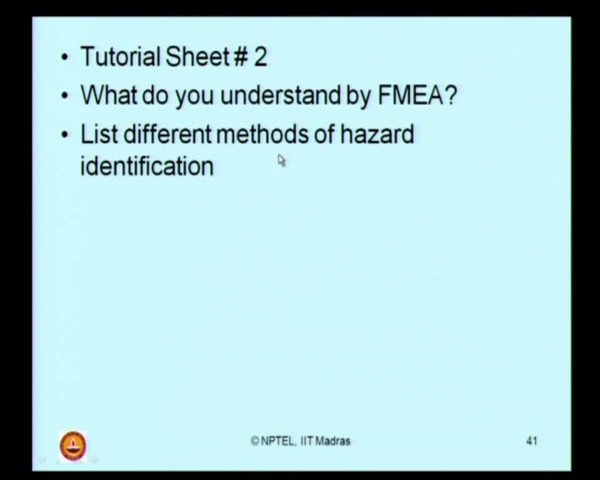 • Tutorial Sheet # 2
• What do you understand by FMEA?
• List different methods of hazard
identification
© NPTEL, IIT Madras
41